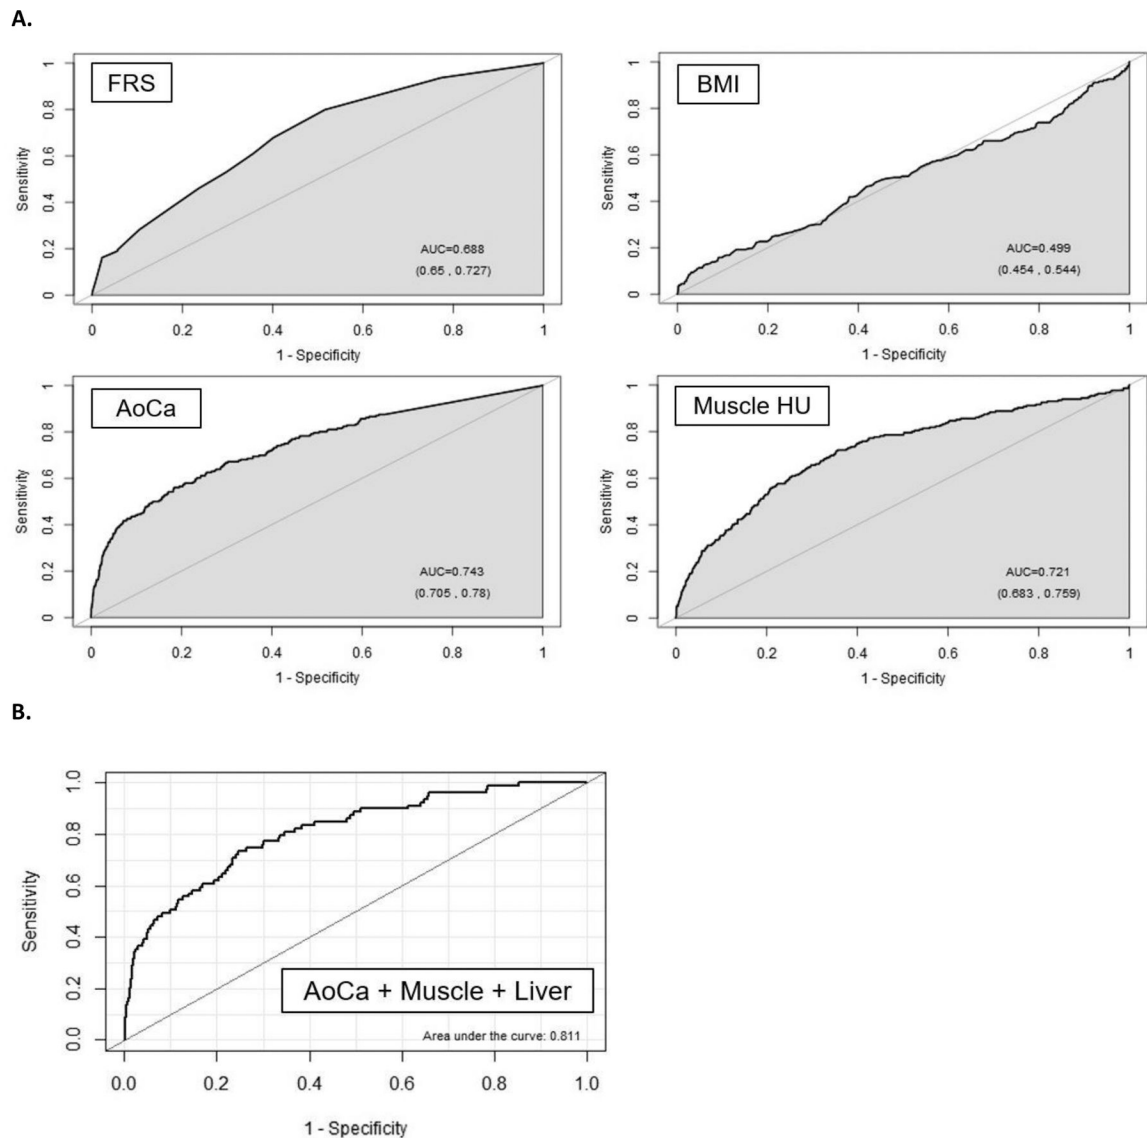 A.
FRS
Sensitivity
0 0.2 0.4 0.6 0.8 1
AUC=0.688
(0.65 , 0.727)
0 0.2 0.4 0.6 0.8 1
1 - Specificity
BMI
Sensitivity
0 0.2 0.4 0.6 0.8 1
AUC=0.499
(0.454 , 0.544)
0 0.2 0.4 0.6 0.8 1
1 - Specificity
AoCa
Sensitivity
0 0.2 0.4 0.6 0.8 1
AUC=0.743
(0.705 , 0.78)
0 0.2 0.4 0.6 0.8 1
1 - Specificity
Muscle HU
Sensitivity
0 0.2 0.4 0.6 0.8 1
AUC=0.721
(0.683 , 0.759)
0 0.2 0.4 0.6 0.8 1
1 - Specificity
B.
Sensitivity
0.0 0.2 0.4 0.6 0.8 1.0
AoCa + Muscle + Liver
Area under the curve: 0.811
0.0 0.2 0.4 0.6 0.8 1.0
1 - Specificity